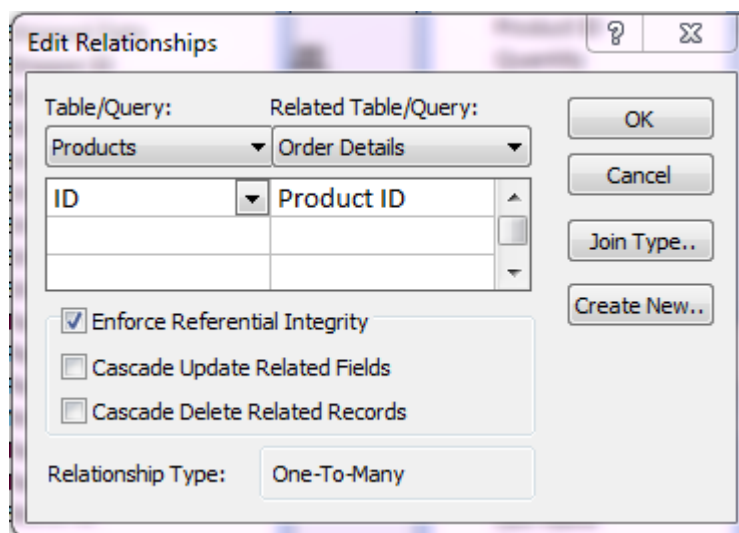 Edit Relationships
Table/Query: Related Table/Query:
Products Order Details
ID Product ID
OK
Cancel
Join Type..
Create New..
Enforce Referential Integrity
Cascade Update Related Fields
Cascade Delete Related Records
Relationship Type: One-To-Many